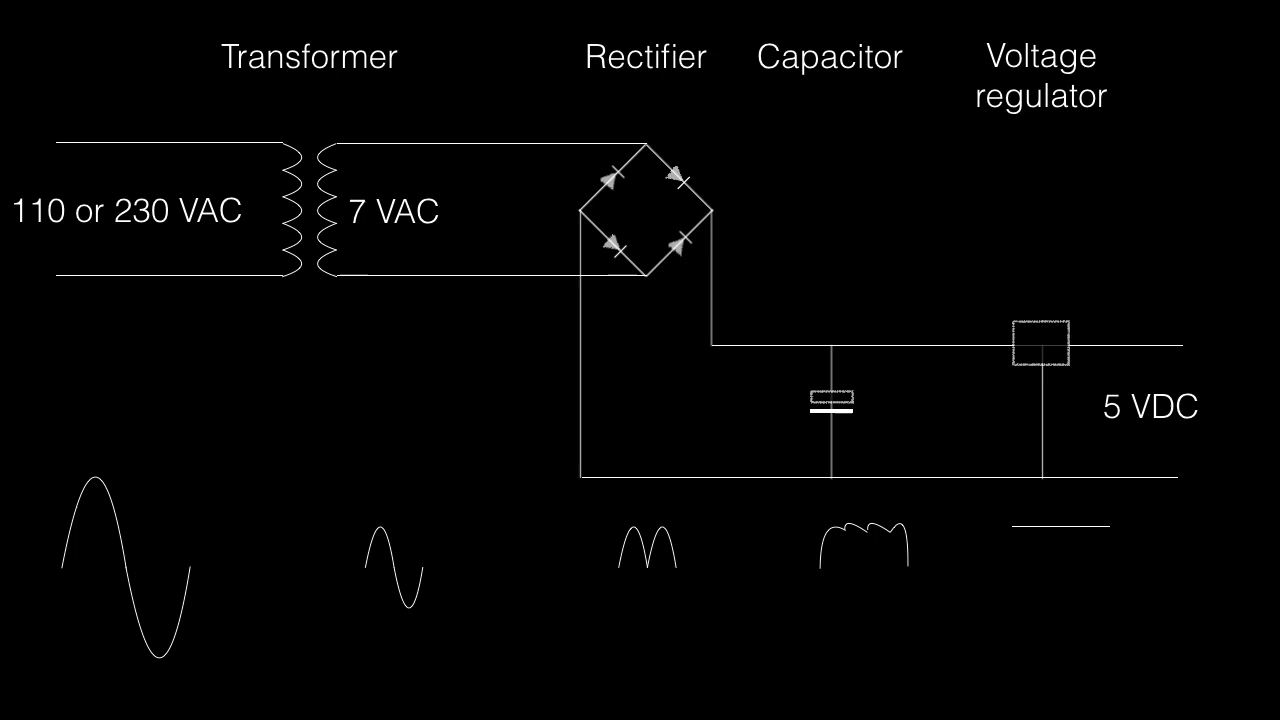 Transformer
Rectifier
Capacitor
Voltage
regulator
110 or 230 VAC
7 VAC
5 VDC